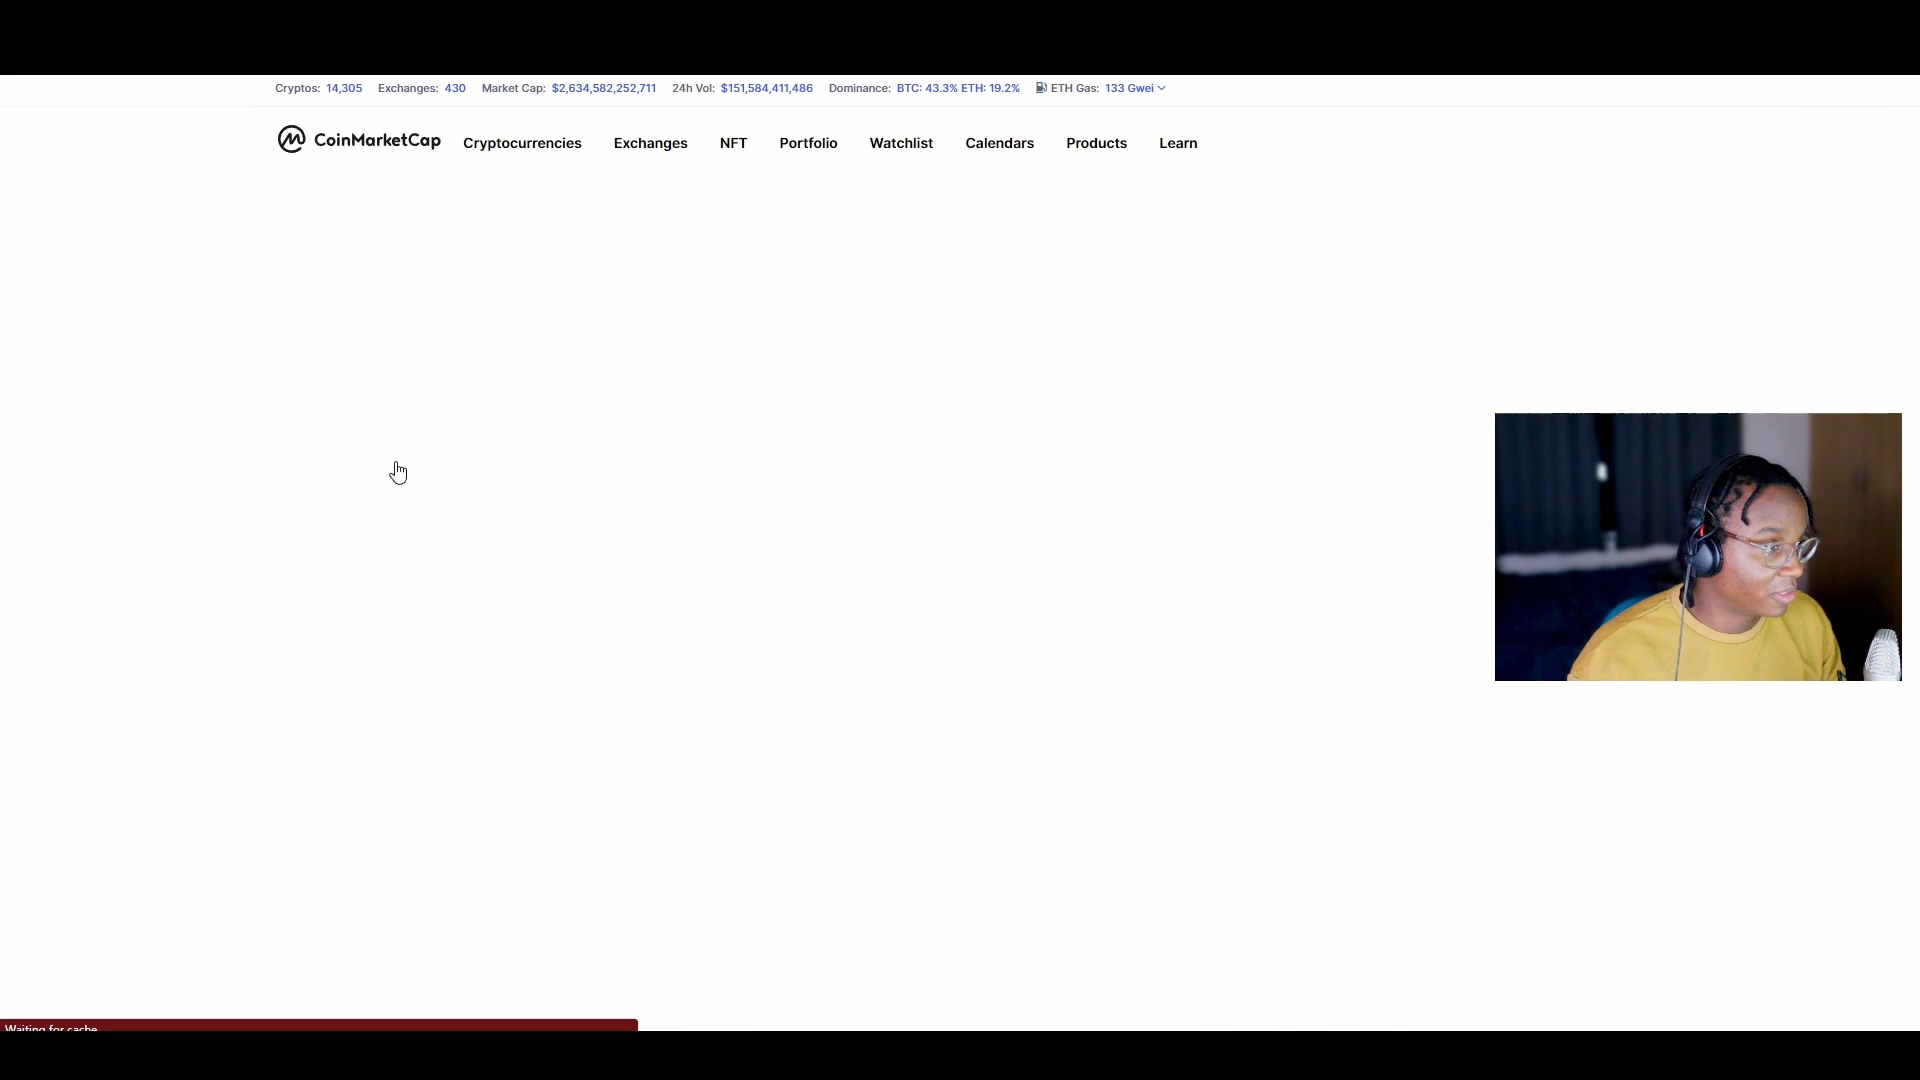 Cryptos: 14,305 Exchanges: 430 Market Cap: $2,634,582,252,711 24h Vol: $151,584,411,486 Dominance: BTC: 43.3% ETH: 19.2% ETH Gas: 133 Gwei
CoinMarketCap Cryptocurrencies Exchanges NFT Portfolio Watchlist Calendars Products Learn
Waiting for cache